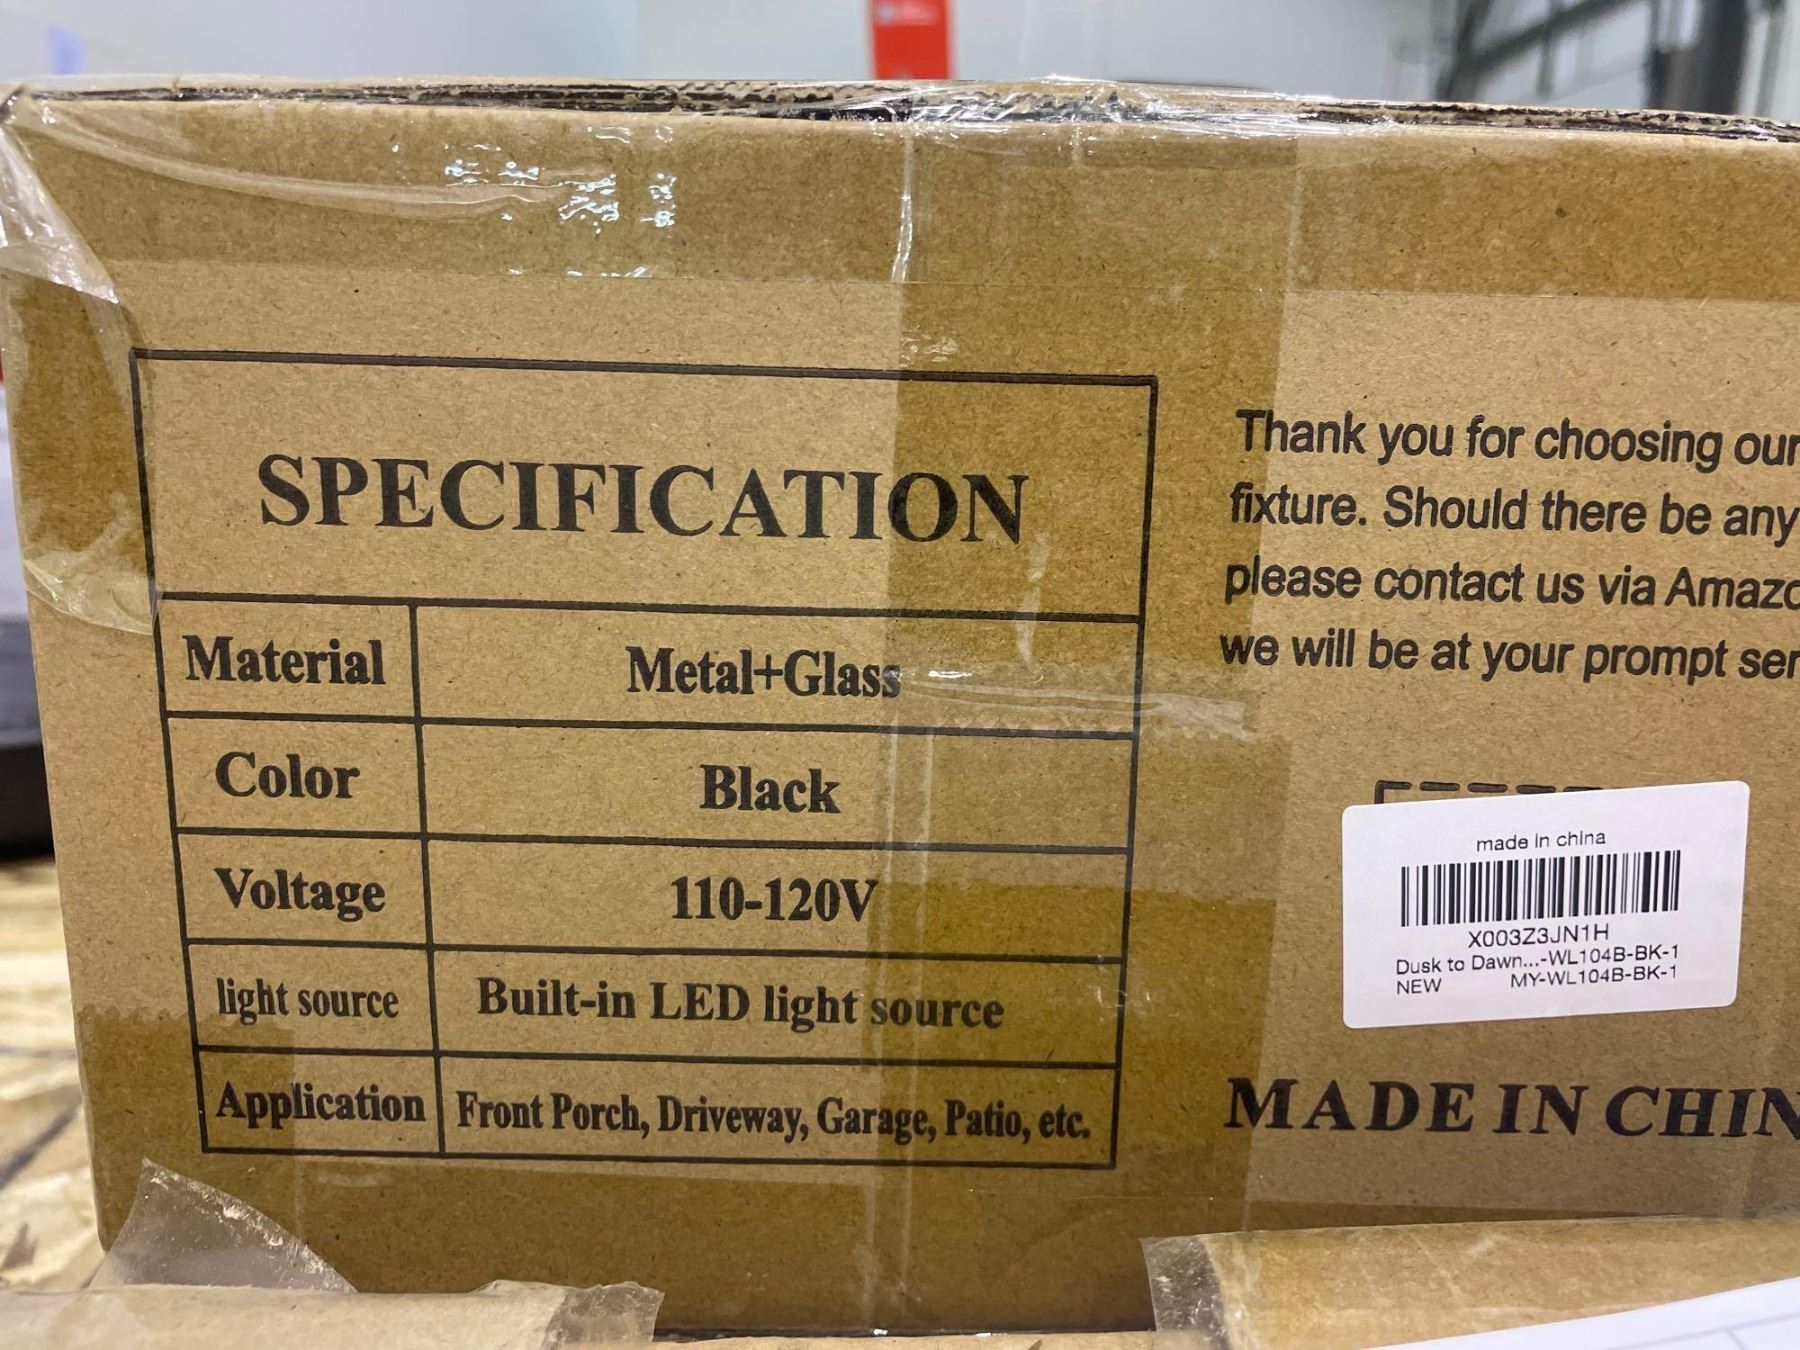 SPECIFICATION
Material Metal+Glass
Color Black
Voltage 110-120V
light source Built-in LED light source
Application Front Porch, Driveway, Garage, Patio, etc.
Thank you for choosing our
fixture. Should there be any
please contact us via
we will be at your prompt
made in china
X003Z3JN1H
Dusk to Dawn...-WL104B-BK-1
NEW MY-WL104B-BK-1
MADE IN